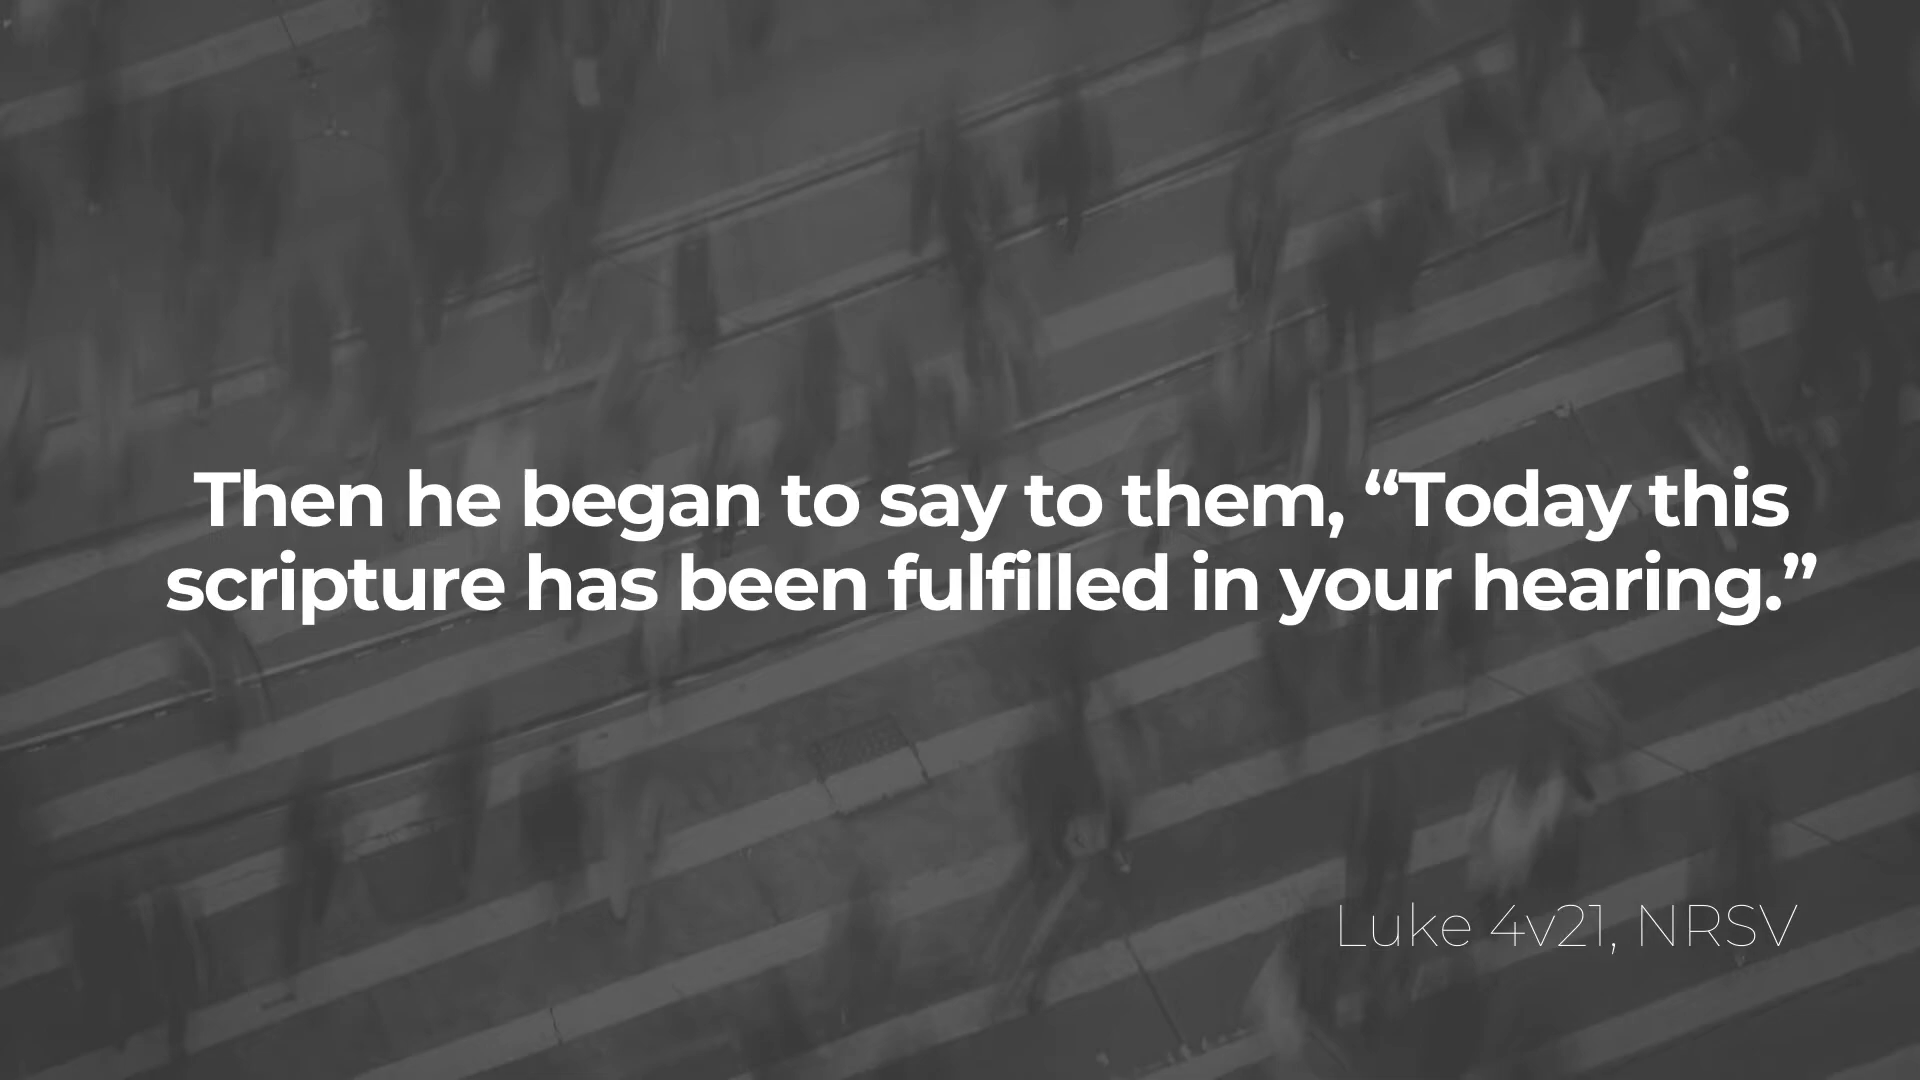 Then he began to say to them, “Today this
scripture has been fulfilled in your hearing.”
Luke 4v21, NRSV